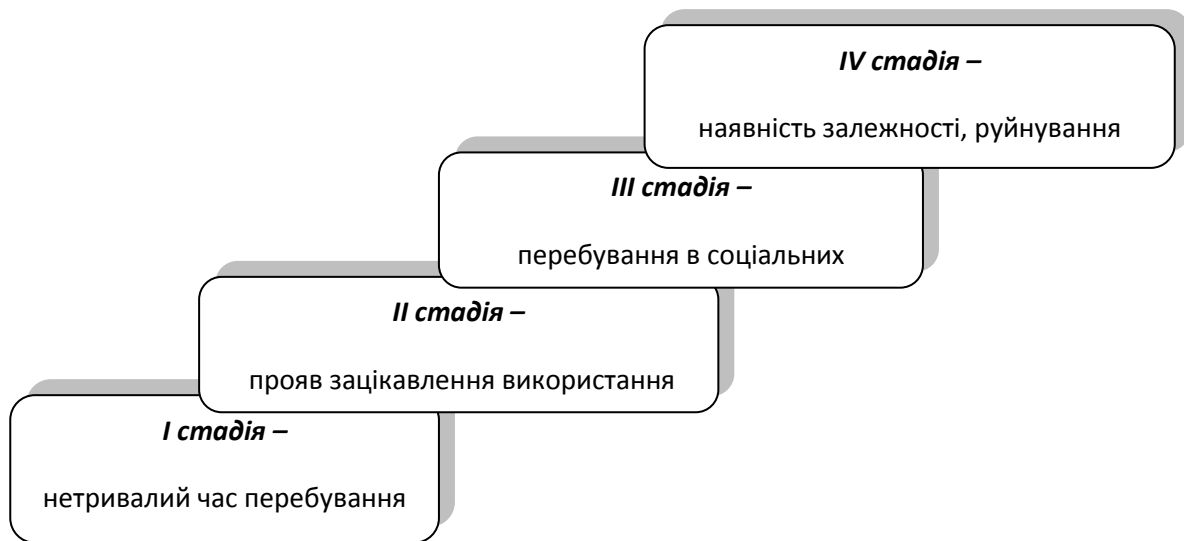 IV стадія –
наявність залежності, руйнування
III стадія –
перебування в соціальних
II стадія –
прояв зацікавлення використання
I стадія –
нетривалий час перебування